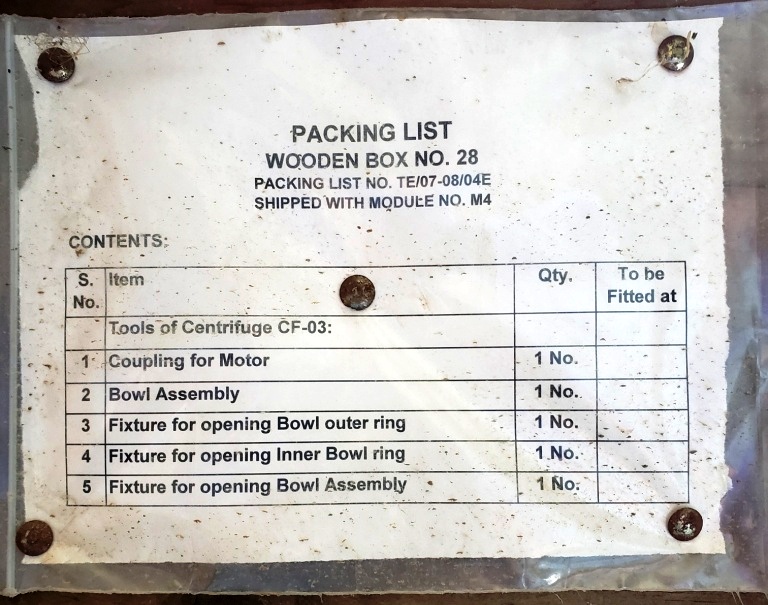 PACKING LIST
WOODEN BOX NO. 28
PACKING LIST NO. TE/07-08/04E
SHIPPED WITH MODULE NO. M4
CONTENTS:
S. No. Item Qty. To be Fitted at
Tools of Centrifuge CF-03:
1 Coupling for Motor 1 No.
2 Bowl Assembly 1 No.
3 Fixture for opening Bowl outer ring 1 No.
4 Fixture for opening Inner Bowl ring 1 No.
5 Fixture for opening Bowl Assembly 1 No.